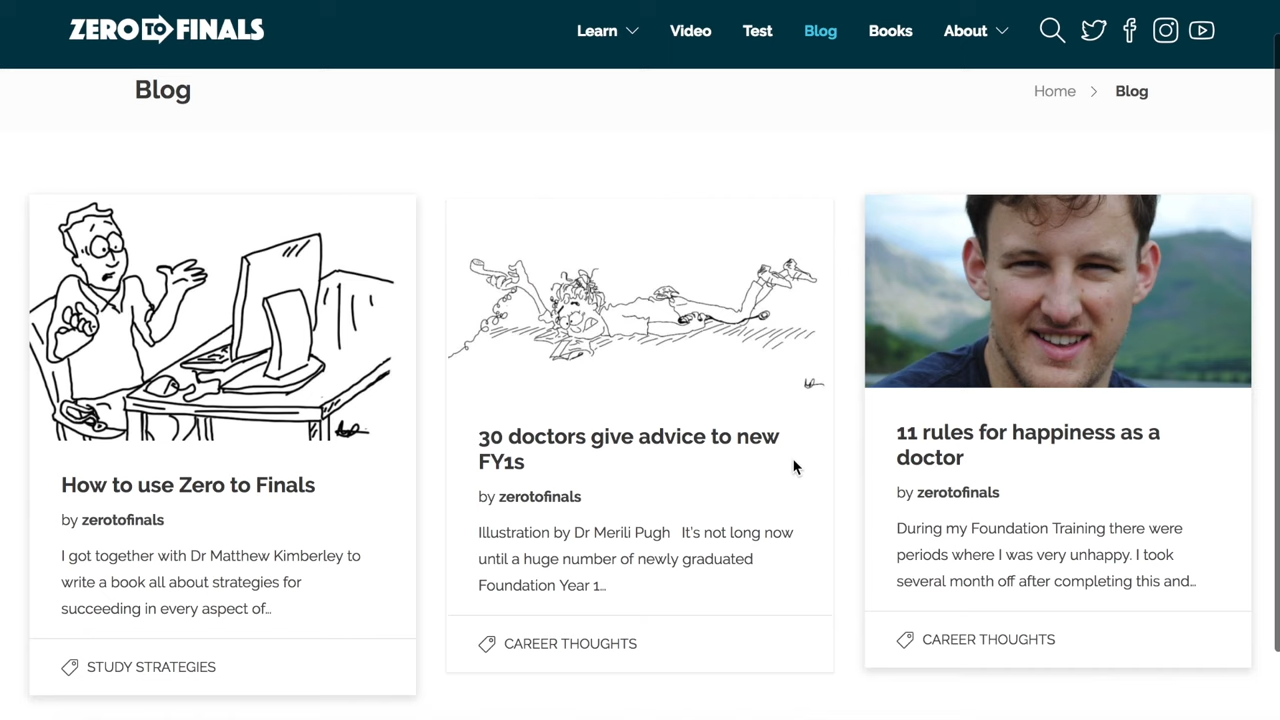 ZERO TO FINALS
Learn Video Test Blog Books About
Blog
Home > Blog
How to use Zero to Finals
by zerotofinals
I got together with Dr Matthew Kimberley to
write a book all about strategies for
succeeding in every aspect of...
STUDY STRATEGIES
30 doctors give advice to new
FY1s
by zerotofinals
Illustration by Dr Merili Pugh It's not long now
until a huge number of newly graduated
Foundation Year 1...
CAREER THOUGHTS
11 rules for happiness as a
doctor
by zerotofinals
During my Foundation Training there were
periods where I was very unhappy. I took
several month off after completing this and...
CAREER THOUGHTS